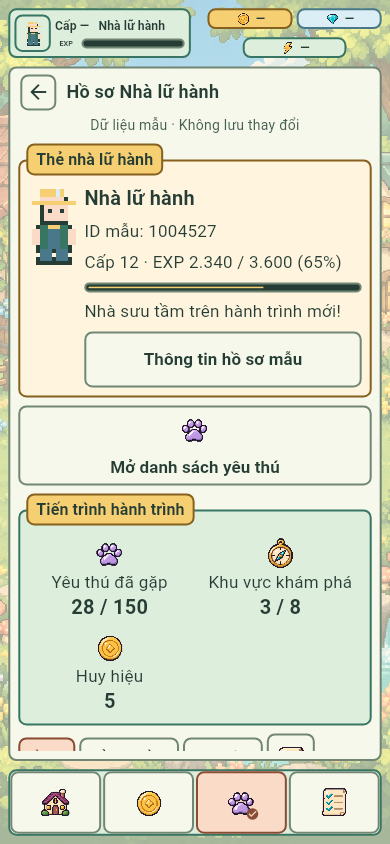 Cấp — Nhà lữ hành
EXP
—
—
—
Hồ sơ Nhà lữ hành
Dữ liệu mẫu · Không lưu thay đổi
Thẻ nhà lữ hành
Nhà lữ hành
ID mẫu: 1004527
Cấp 12 · EXP 2.340 / 3.600 (65%)
Nhà sưu tầm trên hành trình mới!
Thông tin hồ sơ mẫu
Mở danh sách yêu thú
Tiến trình hành trình
Yêu thú đã gặp
28 / 150
Khu vực khám phá
3 / 8
Huy hiệu
5